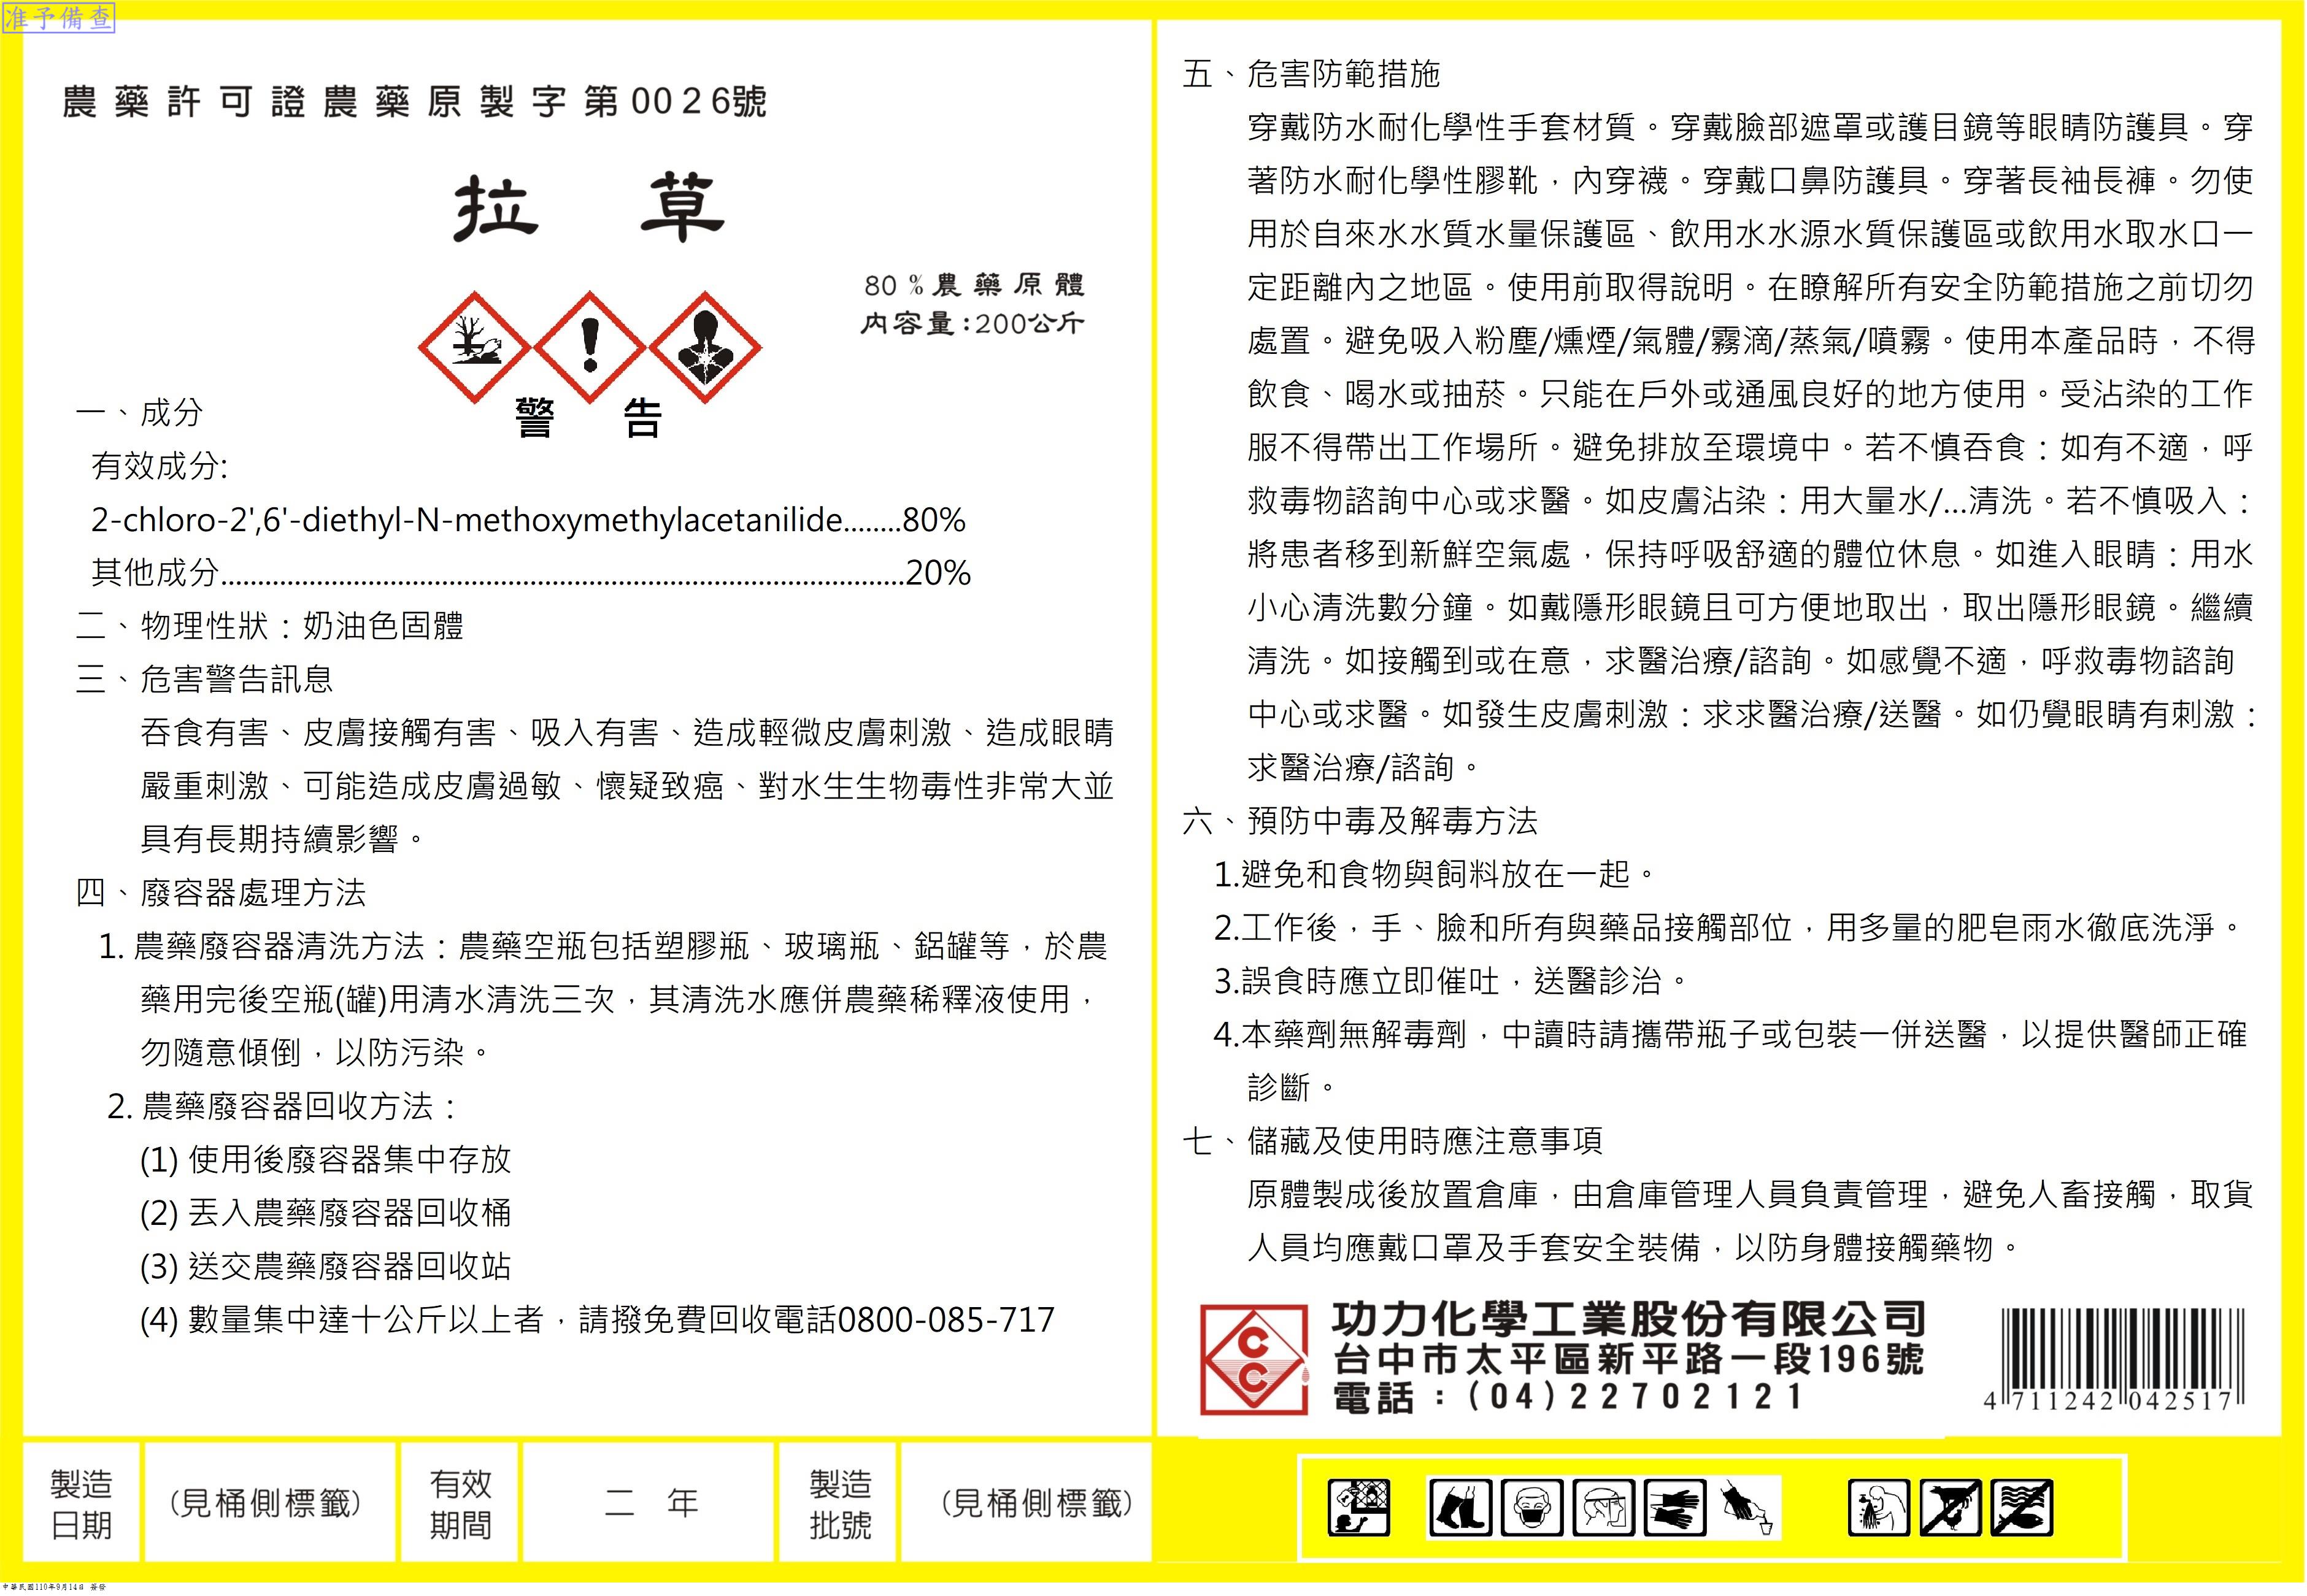 准予備查
農藥許可證農藥原製字第0026號
拉草
80%農藥原體
內容量:200公斤
警告
一、成分
有效成分:
2-chloro-2',6'-diethyl-N-methoxymethylacetanilide........80%
其他成分.............................................................................................20%
二、物理性狀：奶油色固體
三、危害警告訊息
吞食有害、皮膚接觸有害、吸入有害、造成輕微皮膚刺激、造成眼睛
嚴重刺激、可能造成皮膚過敏、懷疑致癌、對水生生物毒性非常大並
具有長期持續影響。
四、廢容器處理方法
1. 農藥廢容器清洗方法：農藥空瓶包括塑膠瓶、玻璃瓶、鋁罐等，於農
藥用完後空瓶(罐)用清水清洗三次，其清洗水應併農藥稀釋液使用，
勿隨意傾倒，以防污染。
2. 農藥廢容器回收方法：
(1) 使用後廢容器集中存放
(2) 丟入農藥廢容器回收桶
(3) 送交農藥廢容器回收站
(4) 數量集中達十公斤以上者，請撥免費回收電話0800-085-717
五、危害防範措施
穿戴防水耐化學性手套材質。穿戴臉部遮罩或護目鏡等眼睛防護具。穿
著防水耐化學性膠靴，內穿襪。穿戴口鼻防護具。穿著長袖長褲。勿使
用於自來水水質水量保護區、飲用水水源水質保護區或飲用水取水口一
定距離內之地區。使用前取得說明。在瞭解所有安全防範措施之前切勿
處置。避免吸入粉塵/燻煙/氣體/霧滴/蒸氣/噴霧。使用本產品時，不得
飲食、喝水或抽菸。只能在戶外或通風良好的地方使用。受沾染的工作
服不得帶出工作場所。避免排放至環境中。若不慎吞食：如有不適，呼
救毒物諮詢中心或求醫。如皮膚沾染：用大量水/...清洗。若不慎吸入：
將患者移到新鮮空氣處，保持呼吸舒適的體位休息。如進入眼睛：用水
小心清洗數分鐘。如戴隱形眼鏡且可方便地取出，取出隱形眼鏡。繼續
清洗。如接觸到或在意，求醫治療/諮詢。如感覺不適，呼救毒物諮詢
中心或求醫。如發生皮膚刺激：求求醫治療/送醫。如仍覺眼睛有刺激：
求醫治療/諮詢。
六、預防中毒及解毒方法
1.避免和食物與飼料放在一起。
2.工作後，手、臉和所有與藥品接觸部位，用多量的肥皂雨水徹底洗淨。
3.誤食時應立即催吐，送醫診治。
4.本藥劑無解毒劑，中讀時請攜帶瓶子或包裝一併送醫，以提供醫師正確
診斷。
七、儲藏及使用時應注意事項
原體製成後放置倉庫，由倉庫管理人員負責管理，避免人畜接觸，取貨
人員均應戴口罩及手套安全裝備，以防身體接觸藥物。
CC
功力化學工業股份有限公司
台中市太平區新平路一段196號
電話：(04)22702121
4 711242 042517
製造日期
(見桶側標籤)
有效期間
二年
製造批號
(見桶側標籤)
中華民國110年9月14日 簽發